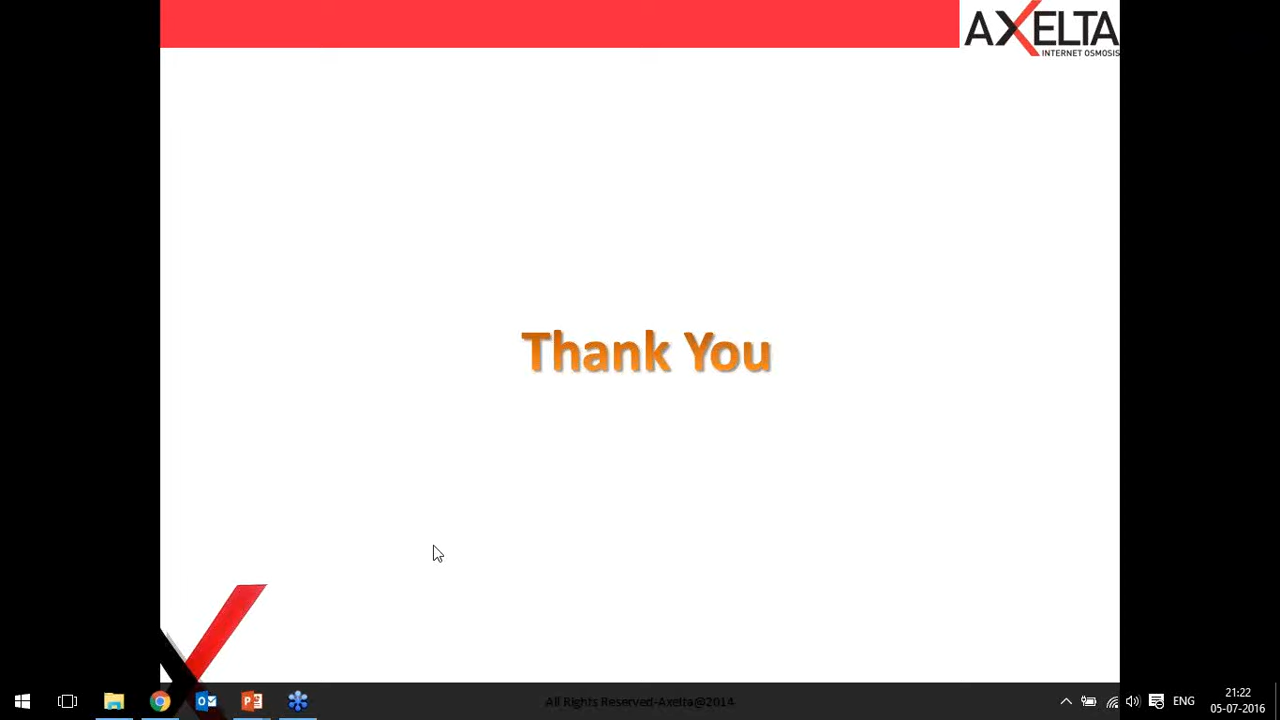 AXELTA
INTERNET OSMOSIS
Thank You
All Rights Reserved-Axelta@2014
ENG
21:22
05-07-2016